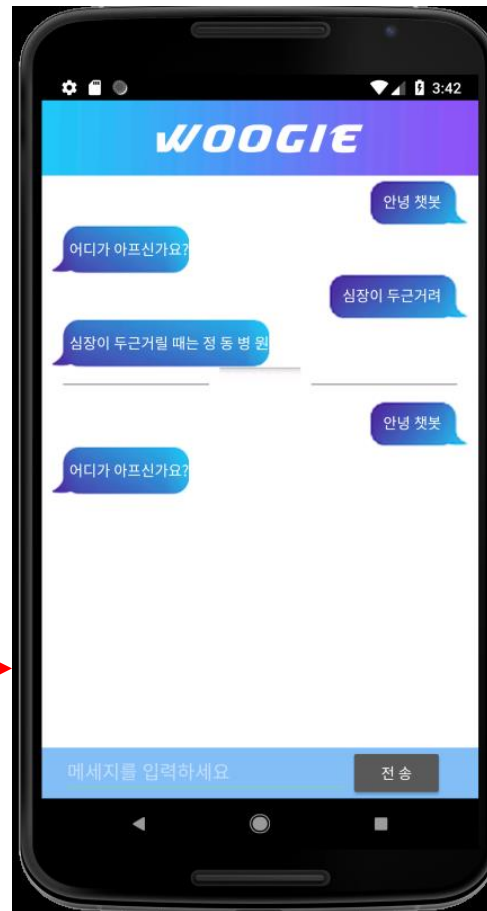 3:42
WOOGIE
안녕 챗봇
어디가 아프신가요?
심장이 두근거려
심장이 두근거릴 때는 정 동 병 원
안녕 챗봇
어디가 아프신가요?
메세지를 입력하세요
전 송